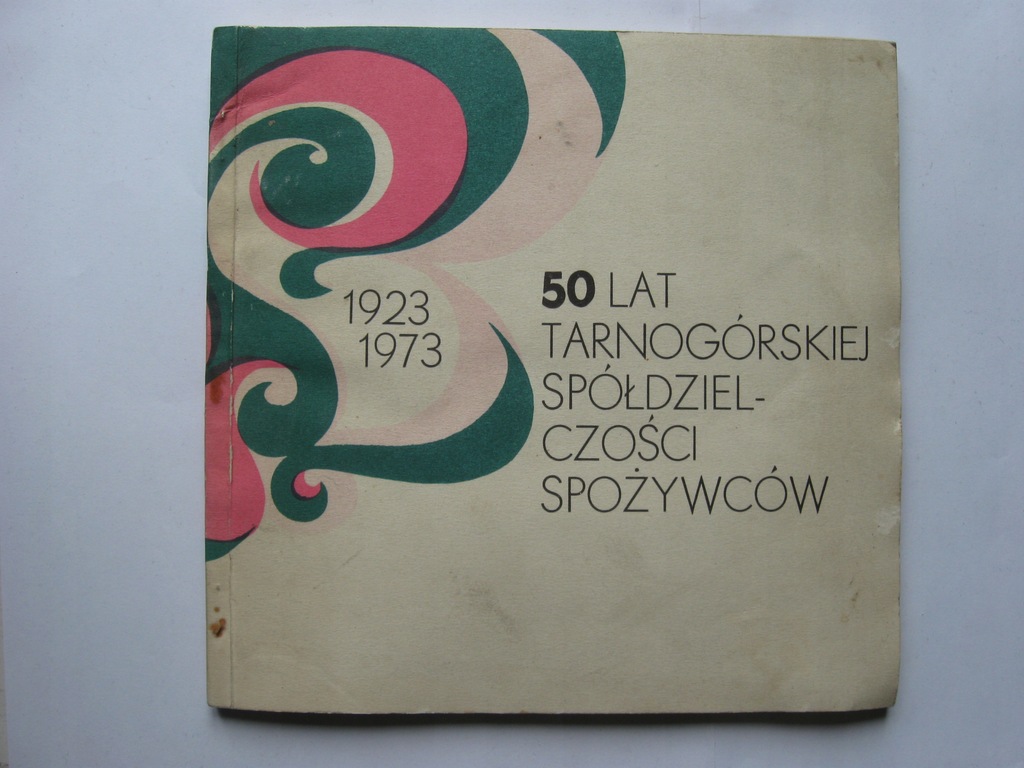 1923
1973
50 LAT
TARNOGÓRSKIEJ
SPÓŁDZIEL-
CZOŚCI
SPOŻYWCÓW